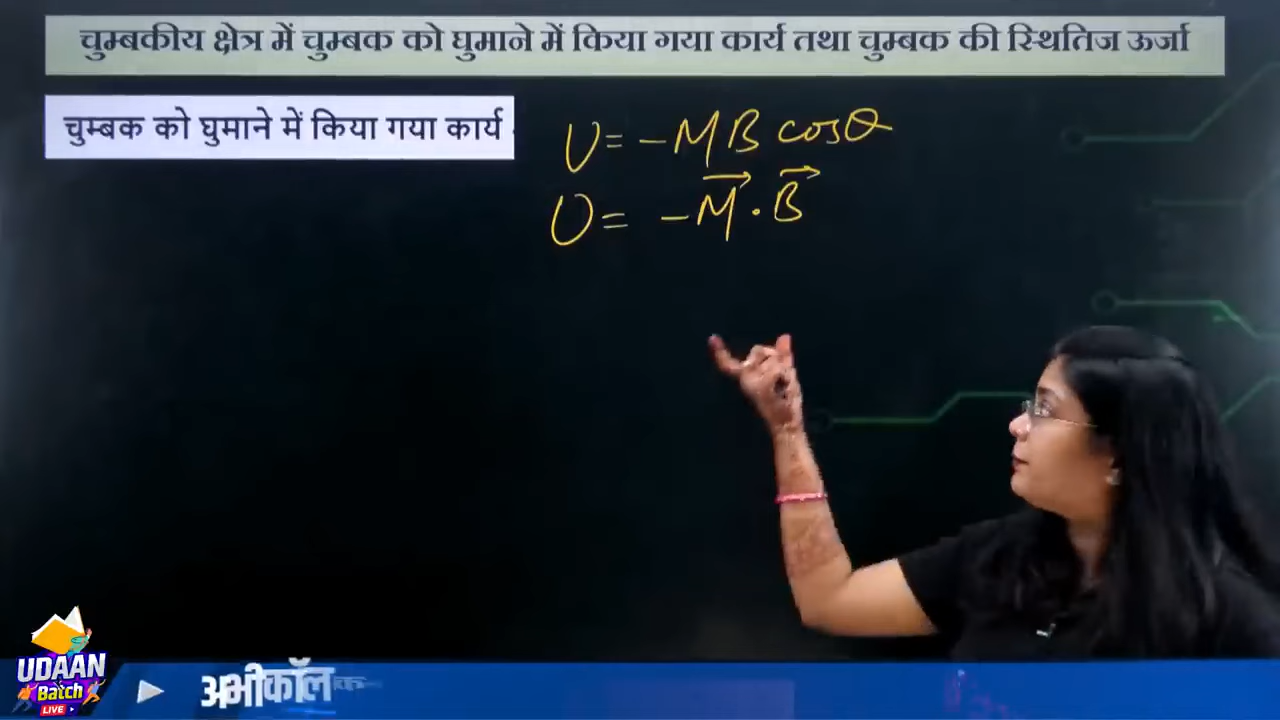 चुम्बकीय क्षेत्र में चुम्बक को घुमाने में किया गया कार्य तथा चुम्बक की स्थितिज ऊर्जा
चुम्बक को घुमाने में किया गया कार्य
U = -MB cosθ
U = -M⃗ · B⃗
UDAAN
Batch
LIVE
अभी कॉल